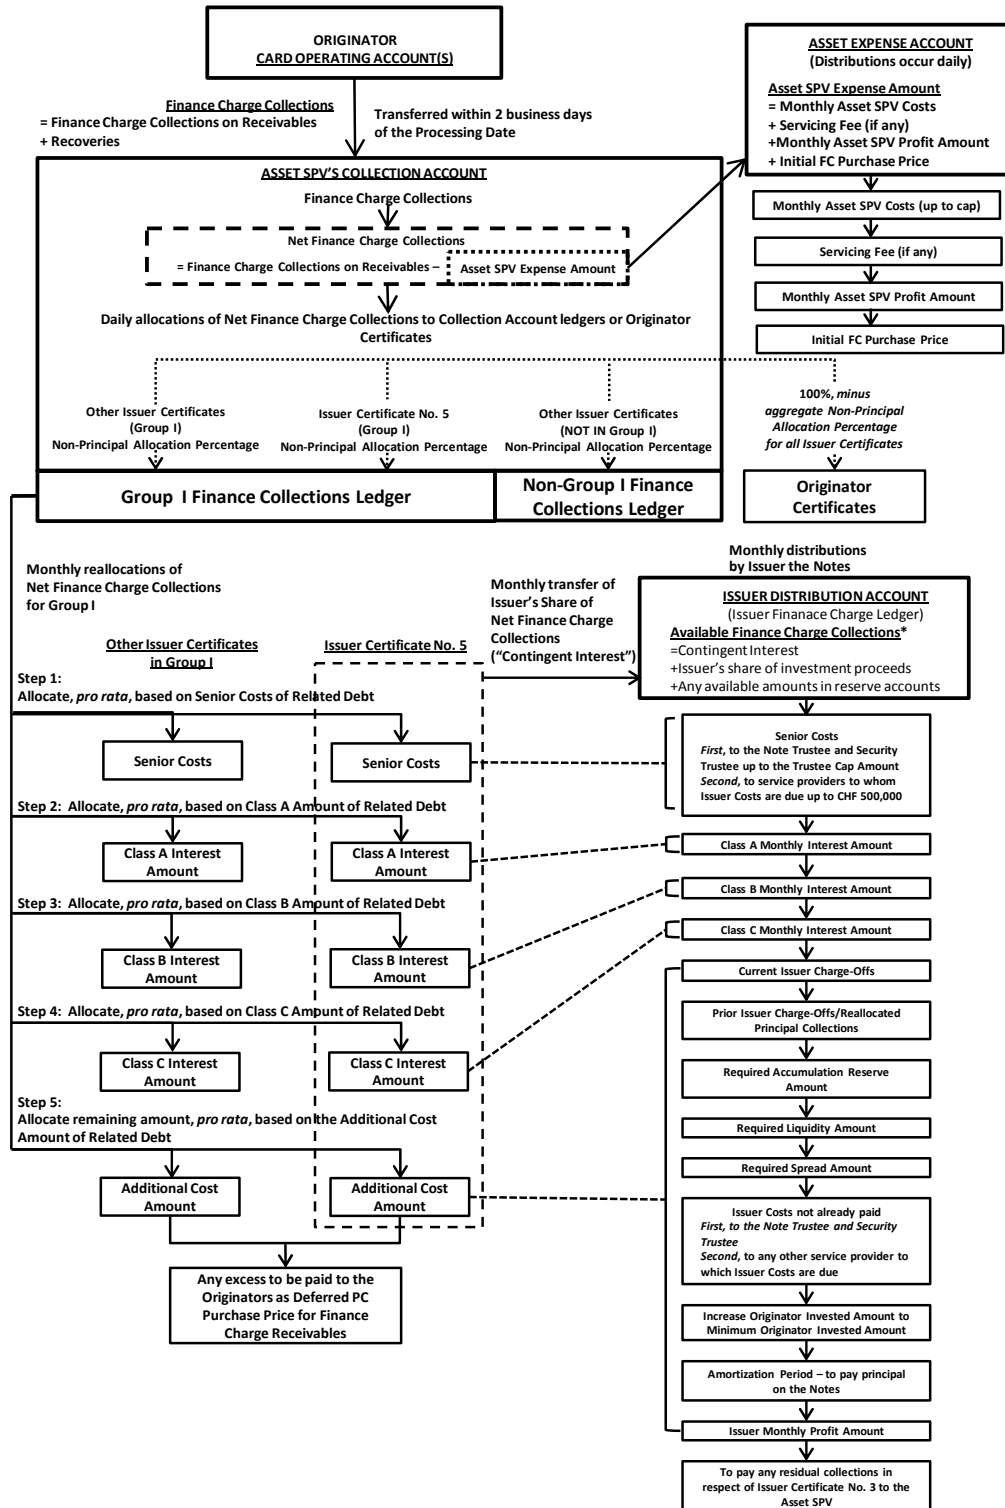 ORIGINATOR
CARD OPERATING ACCOUNT(S)
Finance Charge Collections
= Finance Charge Collections on Receivables
+ Recoveries
Transferred within 2 business days
of the Processing Date
ASSET EXPENSE ACCOUNT
(Distributions occur daily)
Asset SPV Expense Amount
= Monthly Asset SPV Costs
+ Servicing Fee (if any)
+Monthly Asset SPV Profit Amount
+ Initial FC Purchase Price
Monthly Asset SPV Costs (up to cap)
Servicing Fee (if any)
Monthly Asset SPV Profit Amount
Initial FC Purchase Price
ASSET SPV'S COLLECTION ACCOUNT
Finance Charge Collections
Net Finance Charge Collections
= Finance Charge Collections on Receivables –
Asset SPV Expense Amount
Daily allocations of Net Finance Charge Collections to Collection Account ledgers or Originator
Certificates
Other Issuer Certificates
(Group I)
Non-Principal Allocation Percentage
Issuer Certificate No. 5
(Group I)
Non-Principal Allocation Percentage
Other Issuer Certificates
(NOT IN Group I)
Non-Principal Allocation Percentage
100%, minus
aggregate Non-Principal
Allocation Percentage
for all Issuer Certificates
Group I Finance Collections Ledger
Non-Group I Finance
Collections Ledger
Originator
Certificates
Monthly reallocations of
Net Finance Charge Collections
for Group I
Monthly transfer of
Issuer's Share of
Net Finance Charge
Collections
("Contingent Interest")
Monthly distributions
by Issuer the Notes
ISSUER DISTRIBUTION ACCOUNT
(Issuer Finanace Charge Ledger)
Available Finance Charge Collections*
=Contingent Interest
+Issuer's share of investment proceeds
+Any available amounts in reserve accounts
Other Issuer Certificates
in Group I
Issuer Certificate No. 5
Step 1:
Allocate, pro rata, based on Senior Costs of Related Debt
Senior Costs
Senior Costs
Step 2: Allocate, pro rata, based on Class A Amount of Related Debt
Class A Interest
Amount
Class A Interest
Amount
Step 3: Allocate, pro rata, based on Class B Amount of Related Debt
Class B Interest
Amount
Class B Interest
Amount
Step 4: Allocate, pro rata, based on Class C Amount of Related Debt
Class C Interest
Amount
Class C Interest
Amount
Step 5:
Allocate remaining amount, pro rata, based on the Additional Cost
Amount of Related Debt
Additional Cost
Amount
Additional Cost
Amount
Any excess to be paid to the
Originators as Deferred PC
Purchase Price for Finance
Charge Receivables
Senior Costs
First, to the Note Trustee and Security
Trustee up to the Trustee Cap Amount
Second, to service providers to whom
Issuer Costs are due up to CHF 500,000
Class A Monthly Interest Amount
Class B Monthly Interest Amount
Class C Monthly Interest Amount
Current Issuer Charge-Offs
Prior Issuer Charge-Offs/Reallocated
Principal Collections
Required Accumulation Reserve
Amount
Required Liquidity Amount
Required Spread Amount
Issuer Costs not already paid
First, to the Note Trustee and Security
Trustee
Second, to any other service provider to
which Issuer Costs are due
Increase Originator Invested Amount to
Minimum Originator Invested Amount
Amortization Period – to pay principal
on the Notes
Issuer Monthly Profit Amount
To pay any residual collections in
respect of Issuer Certificate No. 3 to the
Asset SPV